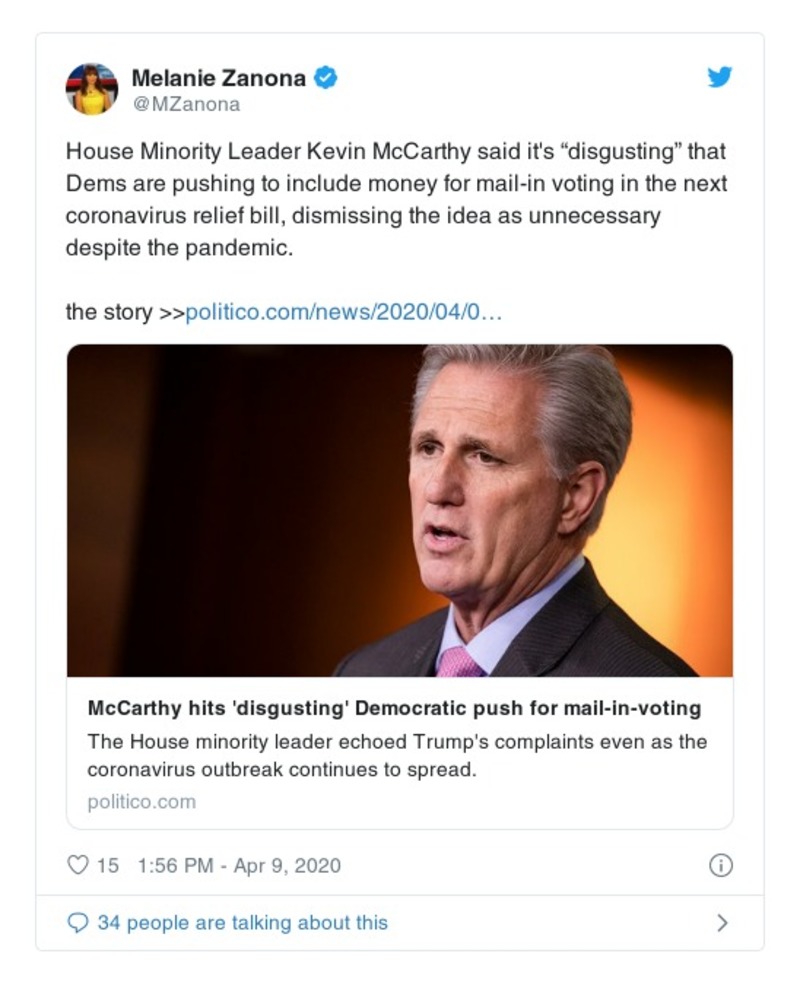 Melanie Zanona
@MZanona
House Minority Leader Kevin McCarthy said it's “disgusting” that
Dems are pushing to include money for mail-in voting in the next
coronavirus relief bill, dismissing the idea as unnecessary
despite the pandemic.
the story >>politico.com/news/2020/04/0…
McCarthy hits 'disgusting' Democratic push for mail-in-voting
The House minority leader echoed Trump's complaints even as the
coronavirus outbreak continues to spread.
politico.com
15 1:56 PM - Apr 9, 2020
34 people are talking about this